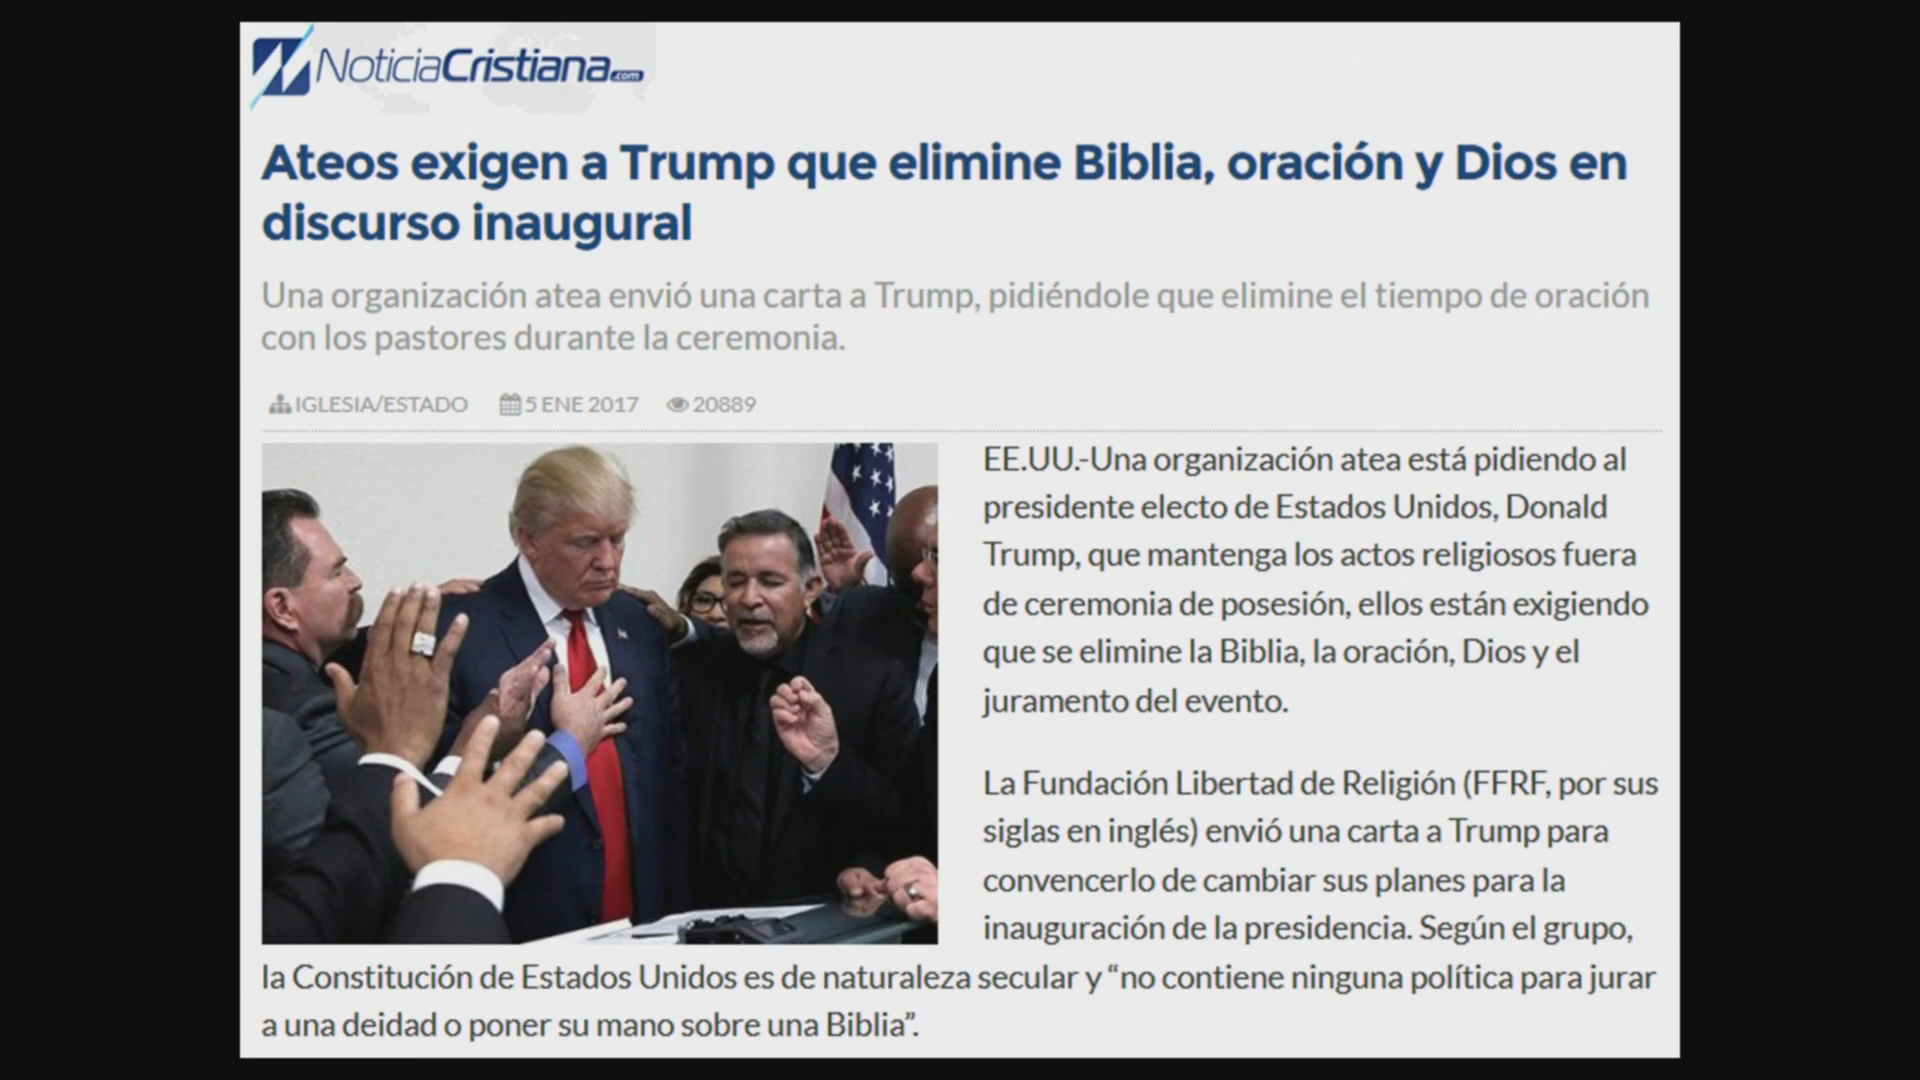 NoticiaCristiana.com
Ateos exigen a Trump que elimine Biblia, oración y Dios en
discurso inaugural
Una organización atea envió una carta a Trump, pidiéndole que elimine el tiempo de oración
con los pastores durante la ceremonia.
IGLESIA/ESTADO 5 ENE 2017 20889
EE.UU.-Una organización atea está pidiendo al
presidente electo de Estados Unidos, Donald
Trump, que mantenga los actos religiosos fuera
de ceremonia de posesión, ellos están exigiendo
que se elimine la Biblia, la oración, Dios y el
juramento del evento.
La Fundación Libertad de Religión (FFRF, por sus
siglas en inglés) envió una carta a Trump para
convencerlo de cambiar sus planes para la
inauguración de la presidencia. Según el grupo,
la Constitución de Estados Unidos es de naturaleza secular y “no contiene ninguna política para jurar
a una deidad o poner su mano sobre una Biblia”.